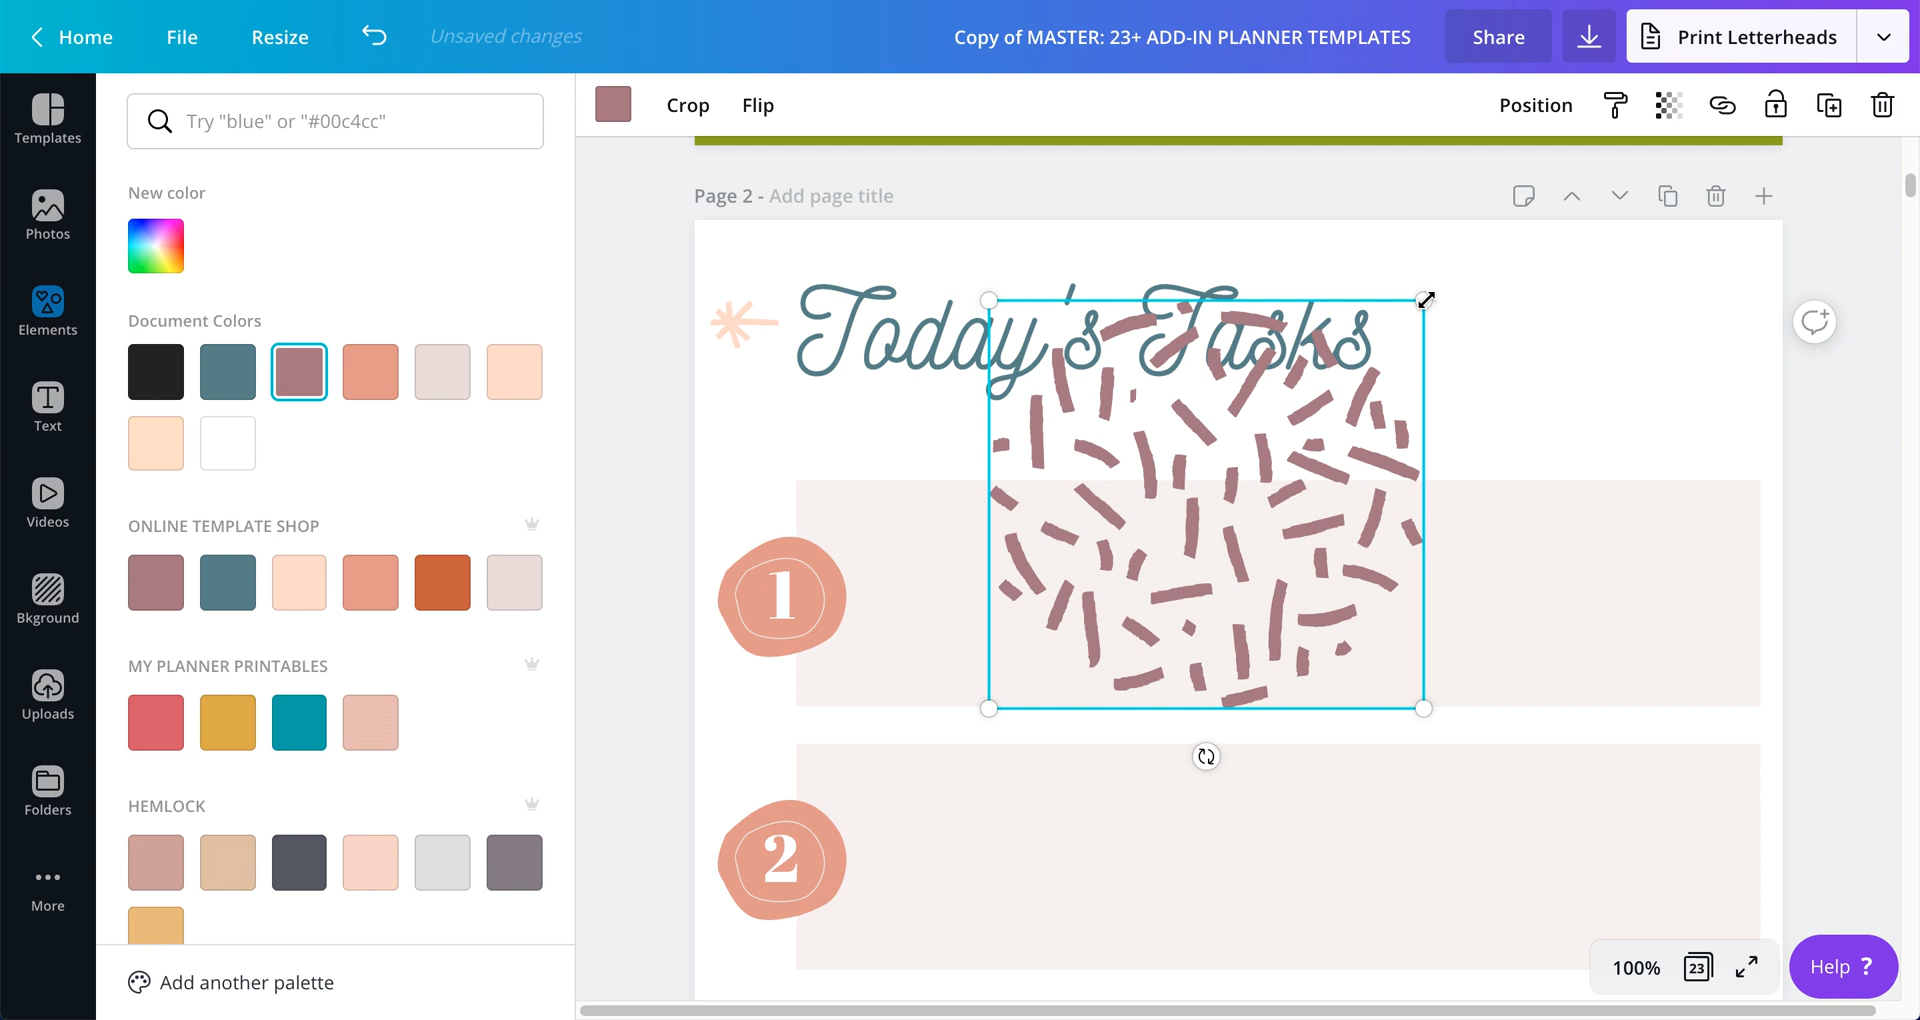 Home File Resize Unsaved changes Copy of MASTER: 23+ ADD-IN PLANNER TEMPLATES Share Print Letterheads
Templates
Photos
Elements
Text
Videos
Bkground
Uploads
Folders
More
Try "blue" or "#00c4cc"
New color
Document Colors
ONLINE TEMPLATE SHOP
MY PLANNER PRINTABLES
HEMLOCK
Add another palette
Crop Flip Position
Page 2 - Add page title
Today's Tasks
1
2
100% 23 Help ?